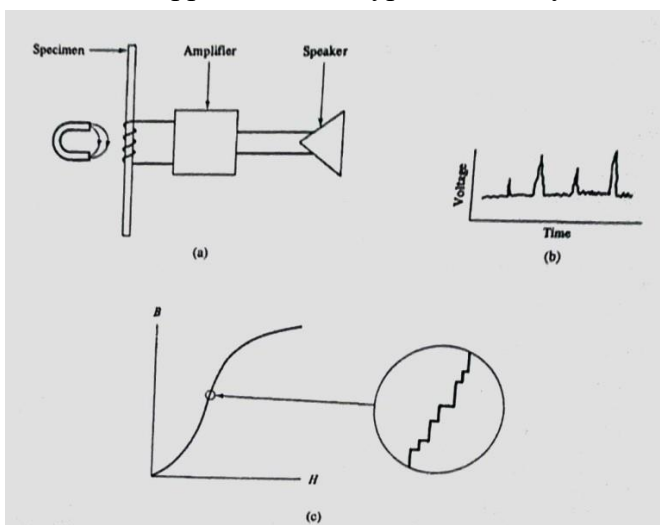 Specimen
Amplifier
Speaker
(a)
Voltage
Time
(b)
B
H
(c)